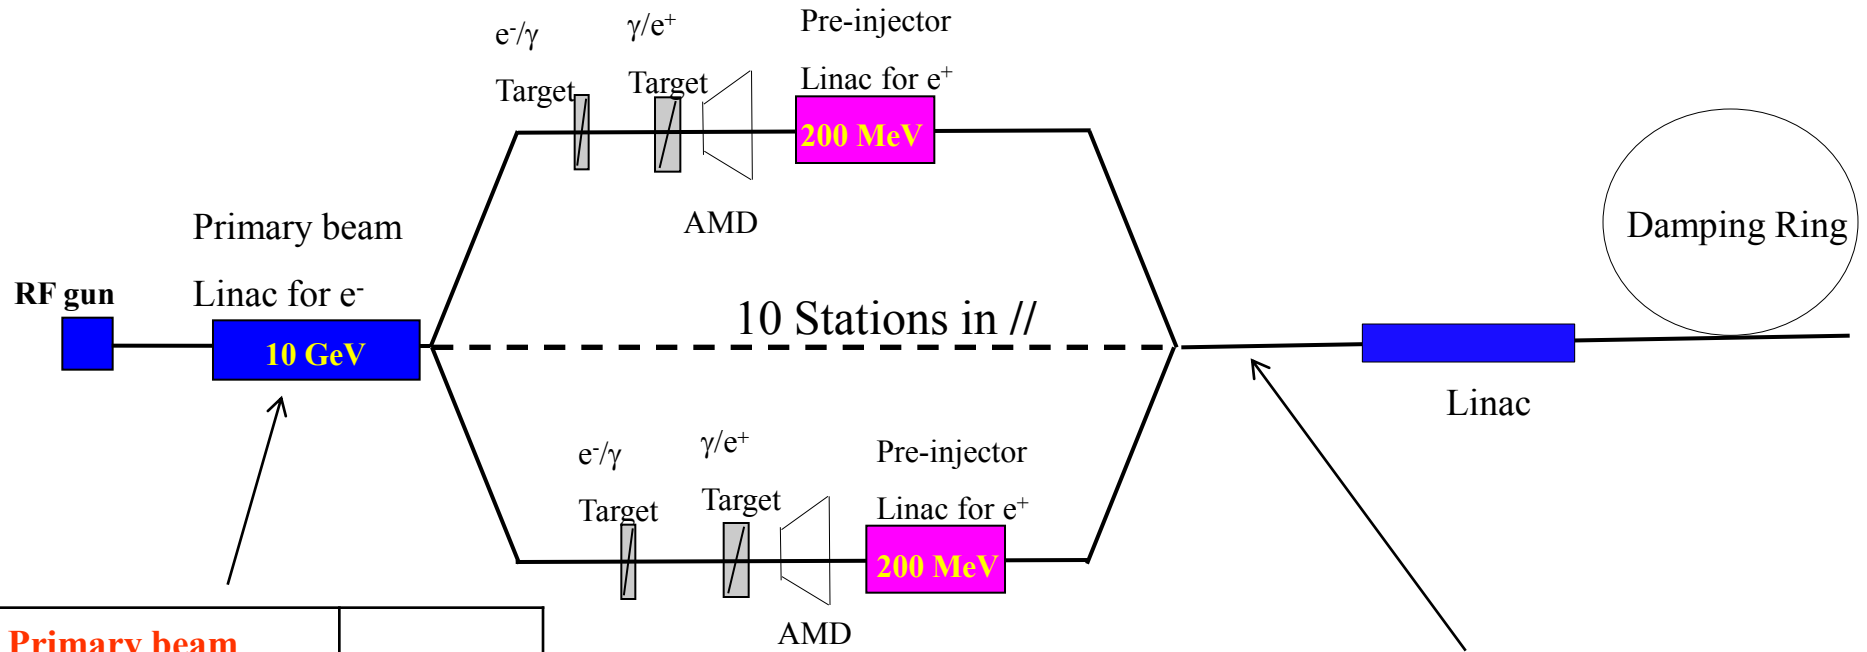 e⁻/γ
Target
γ/e⁺
Target
Pre-injector
Linac for e⁺
200 MeV
AMD
Primary beam
Linac for e⁻
10 GeV
RF gun
10 Stations in //
Damping Ring
Linac
e⁻/γ
Target
γ/e⁺
Target
Pre-injector
Linac for e⁺
200 MeV
AMD
Primary beam